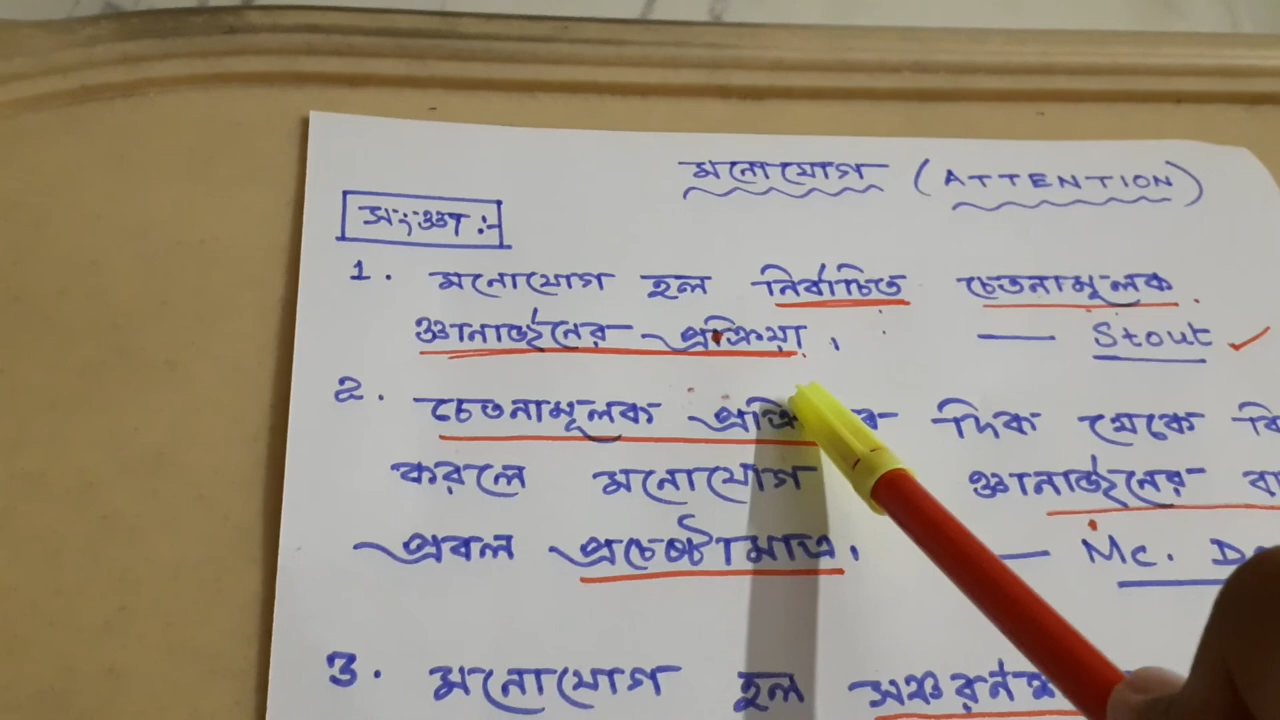 মনোযোগ (ATTENTION)
সংজ্ঞা :-
1. মনোযোগ হল নির্বাচিত চেতনামূলক
জ্ঞানার্জনের প্রক্রিয়া। — Stout ✓
2. চেতনামূলক দিক থেকে
করলে মনোযোগ জ্ঞানার্জনের
প্রবল প্রচেষ্টামাত্র। — Mc.
3. মনোযোগ হল